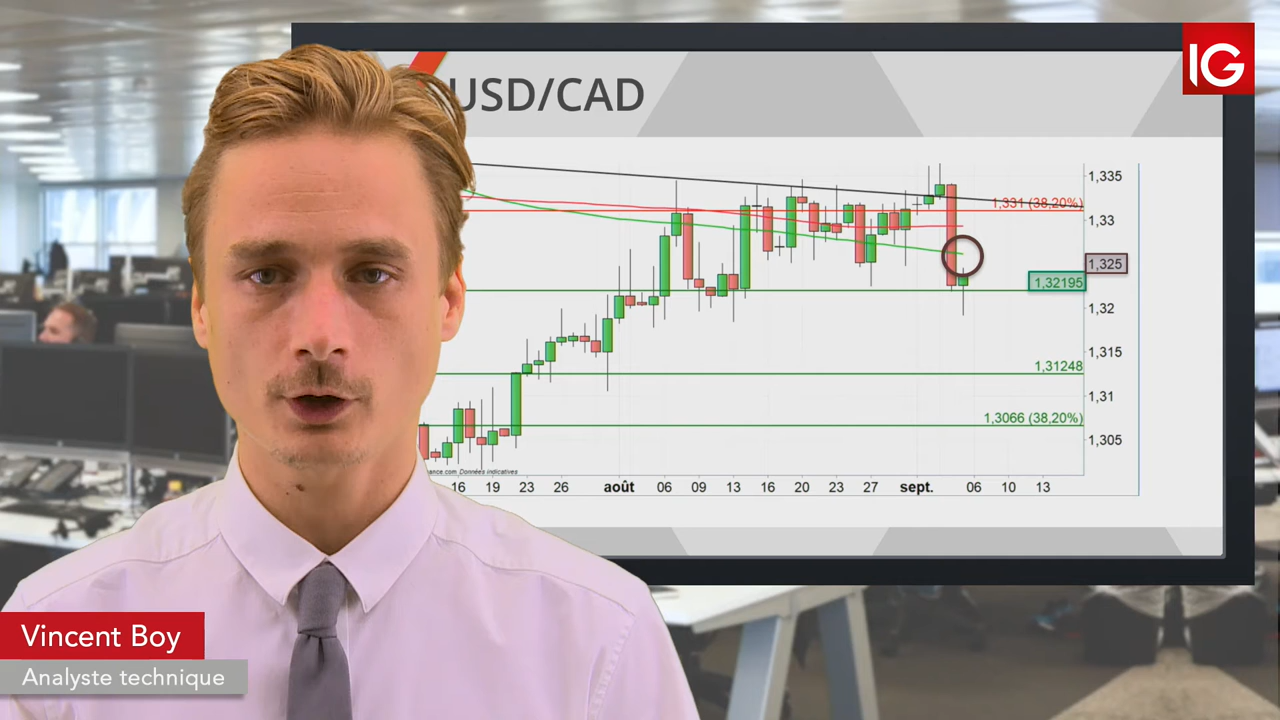 IG
USD/CAD
1,335
1,331 (38,20%)
1,33
1,325
1,32195
1,32
1,315
1,31248
1,31
1,3066 (38,20%)
1,305
Données indicatives
16 19 23 26 août 06 09 13 16 20 23 27 sept. 06 10 13
Vincent Boy
Analyste technique